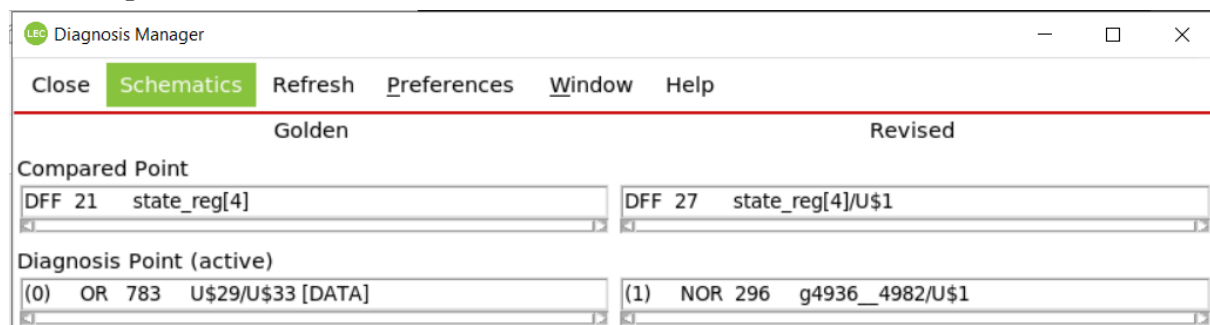 LEC Diagnosis Manager
Close Schematics Refresh Preferences Window Help
Golden Revised
Compared Point
DFF 21 state_reg[4] DFF 27 state_reg[4]/U$1
Diagnosis Point (active)
(0) OR 783 U$29/U$33 [DATA] (1) NOR 296 g4936__4982/U$1